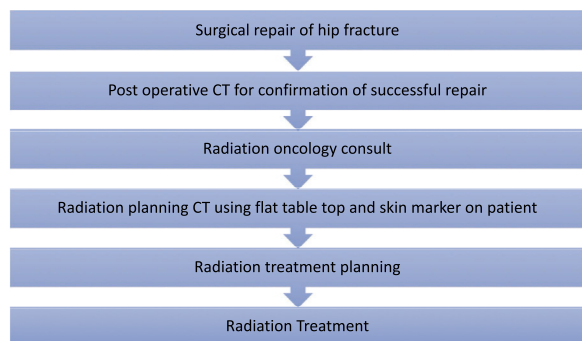 Surgical repair of hip fracture
Post operative CT for confirmation of successful repair
Radiation oncology consult
Radiation planning CT using flat table top and skin marker on patient
Radiation treatment planning
Radiation Treatment